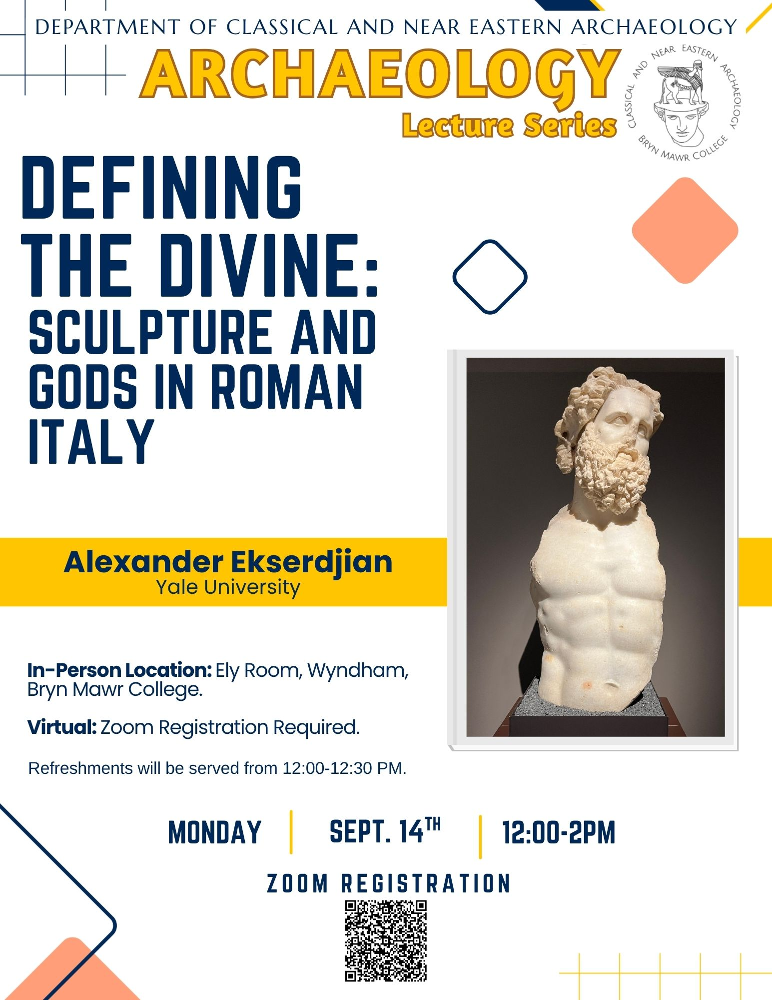 DEPARTMENT OF CLASSICAL AND NEAR EASTERN ARCHAEOLOGY
ARCHAEOLOGY
Lecture Series
CLASSICAL AND NEAR EASTERN ARCHAEOLOGY
BRYN MAWR COLLEGE
DEFINING
THE DIVINE:
SCULPTURE AND
GODS IN ROMAN
ITALY
Alexander Ekserdjian
Yale University
In-Person Location: Ely Room, Wyndham,
Bryn Mawr College.
Virtual: Zoom Registration Required.
Refreshments will be served from 12:00-12:30 PM.
MONDAY
SEPT. 14TH
12:00-2PM
ZOOM REGISTRATION